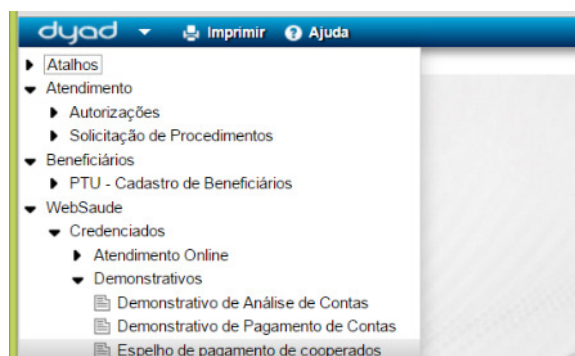 dyad Imprimir Ajuda
Atalhos
Atendimento
Autorizações
Solicitação de Procedimentos
Beneficiários
PTU - Cadastro de Beneficiários
WebSaude
Credenciados
Atendimento Online
Demonstrativos
Demonstrativo de Análise de Contas
Demonstrativo de Pagamento de Contas
Espelho de pagamento de cooperados